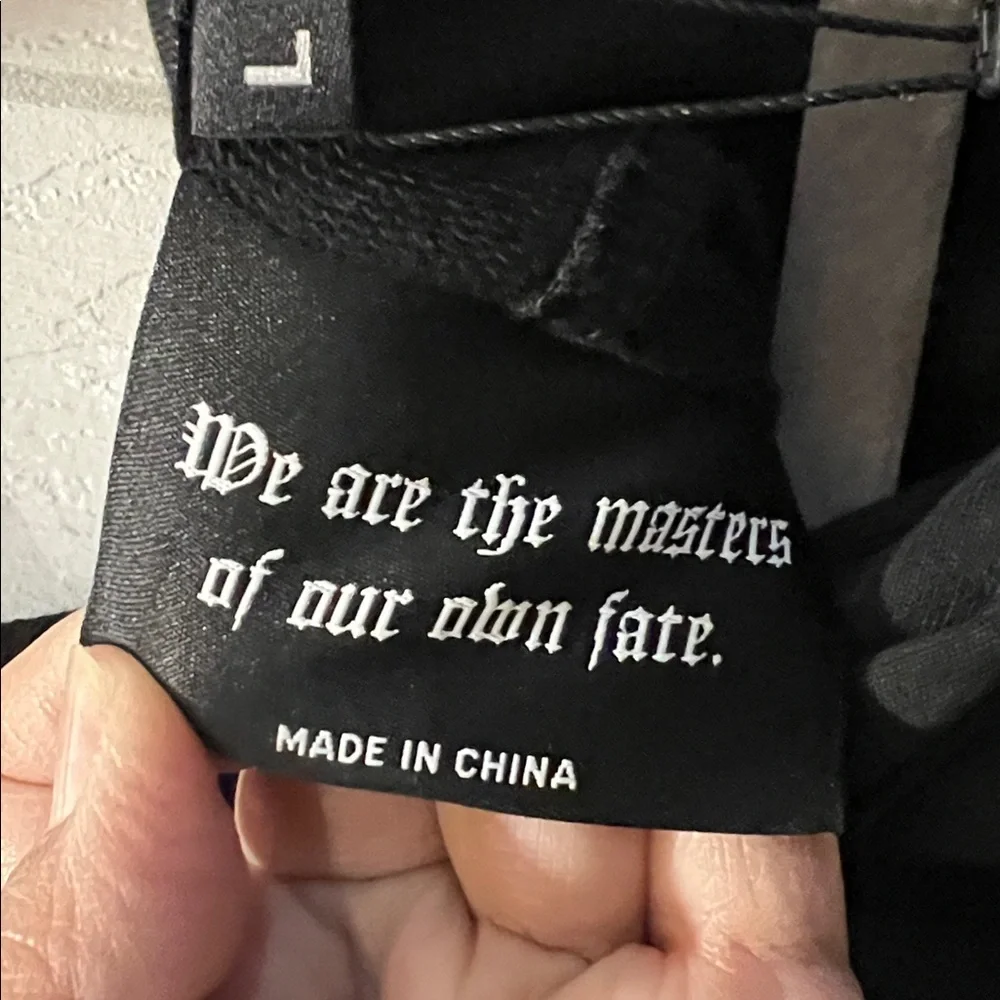 L
We are the masters
of our own fate.
MADE IN CHINA